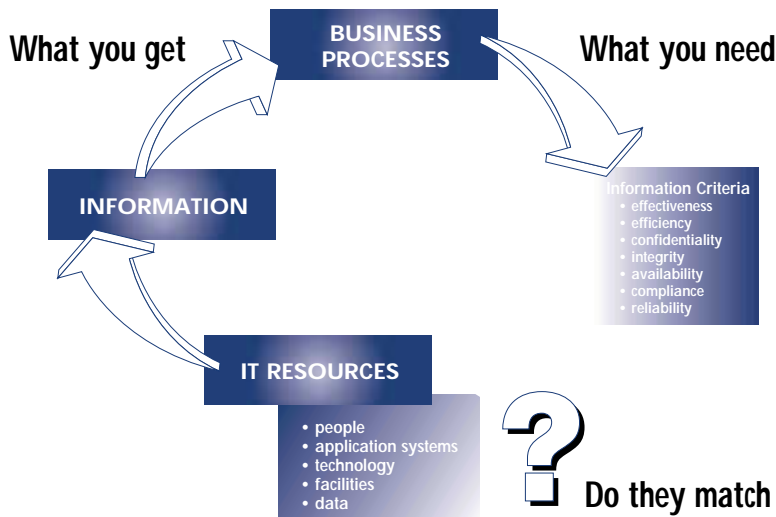 What you get
BUSINESS
PROCESSES
What you need
INFORMATION
Information Criteria
• effectiveness
• efficiency
• confidentiality
• integrity
• availability
• compliance
• reliability
IT RESOURCES
• people
• application systems
• technology
• facilities
• data
?
Do they match